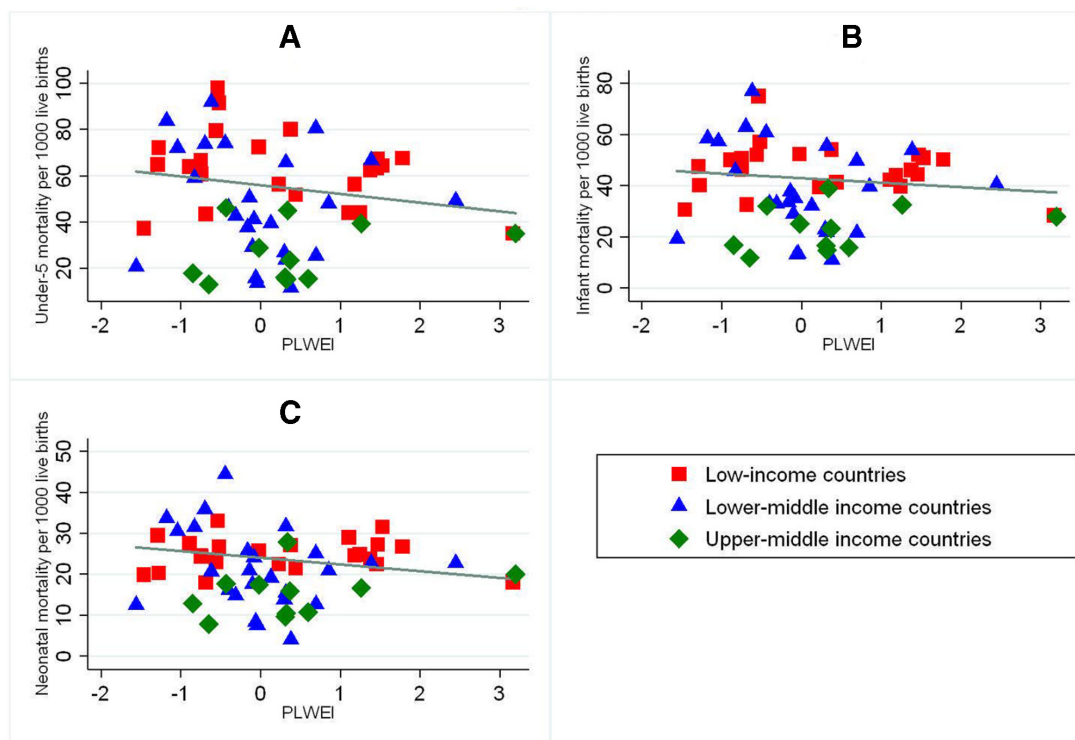 A
Under-5 mortality per 1000 live births
100
80
60
40
20
-2 -1 0 1 2 3
PLWEI
B
Infant mortality per 1000 live births
80
60
40
20
0
-2 -1 0 1 2 3
PLWEI
C
Neonatal mortality per 1000 live births
50
40
30
20
10
0
-2 -1 0 1 2 3
PLWEI
Low-income countries
Lower-middle income countries
Upper-middle income countries